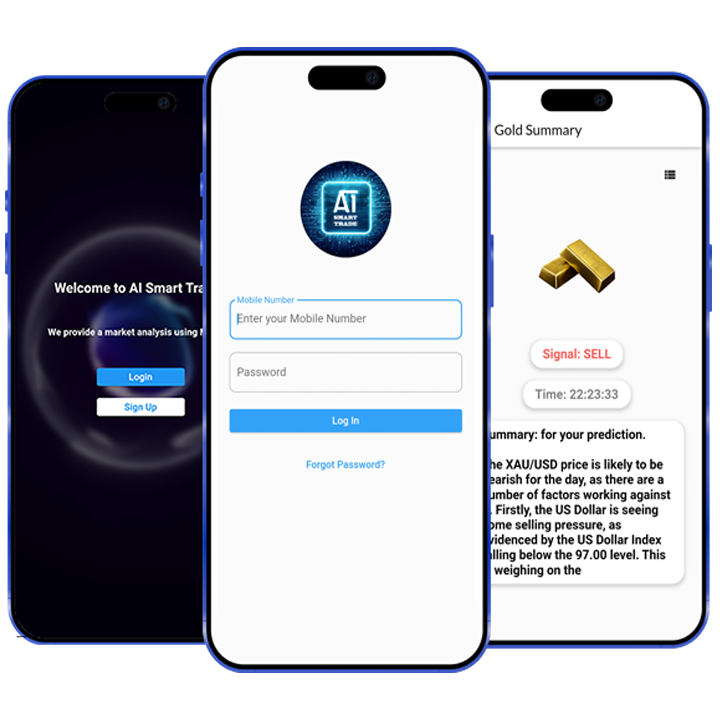 Welcome to AI Smart Tra
We provide a market analysis using
Login
Sign Up
AI
SMART
TRADE
Mobile Number
Enter your Mobile Number
Password
Log In
Forgot Password?
Gold Summary
Signal: SELL
Time: 22:23:33
ummary: for your prediction.
he XAU/USD price is likely to be
earish for the day, as there are a
umber of factors working against
. Firstly, the US Dollar is seeing
ome selling pressure, as
videnced by the US Dollar Index
alling below the 97.00 level. This
weighing on the